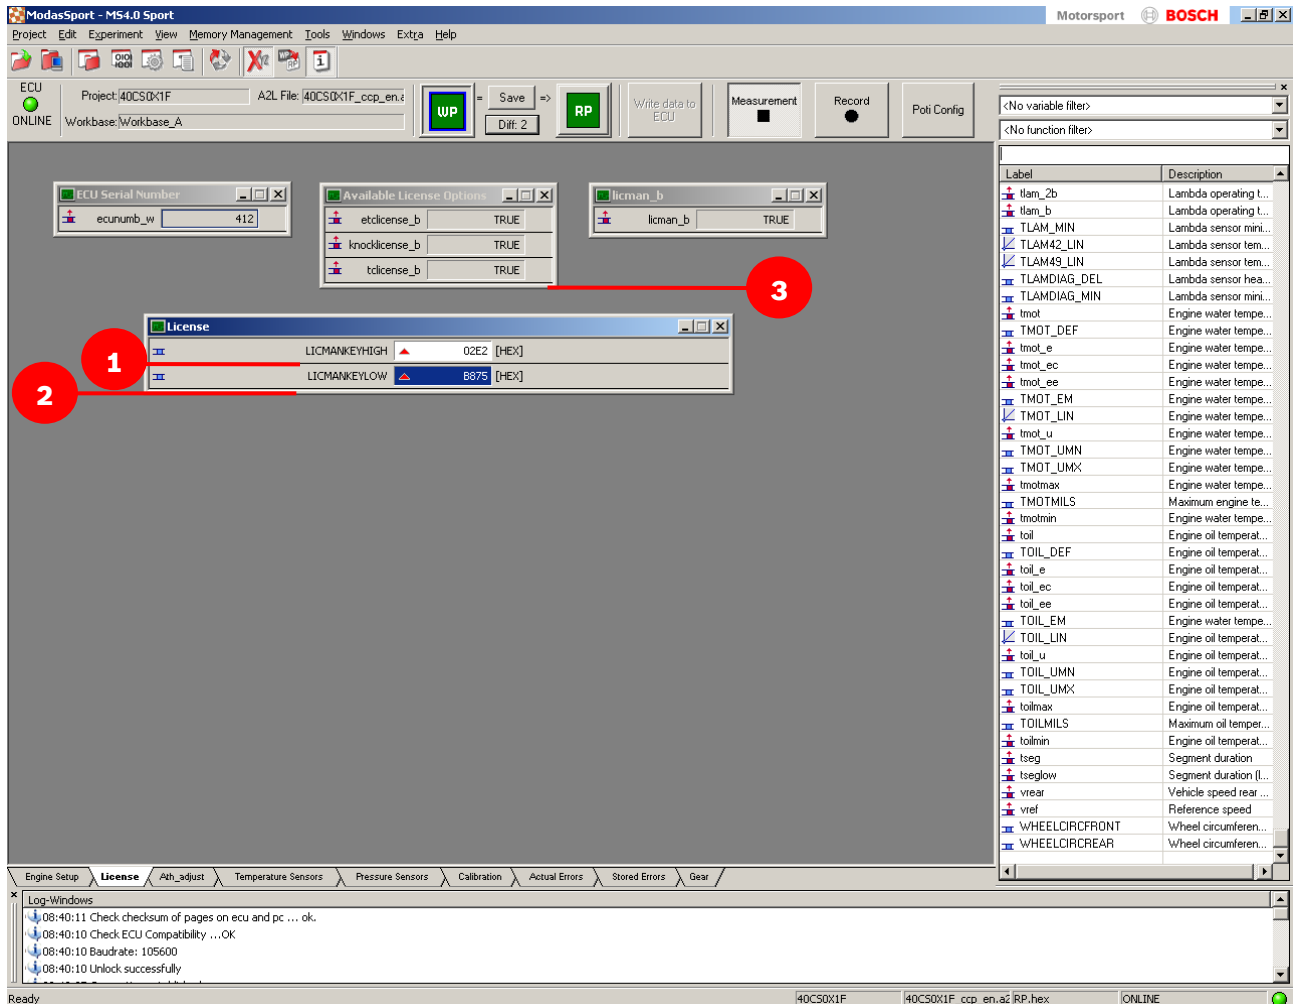 ModasSport - MS4.0 Sport
Motorsport BOSCH
Project Edit Experiment View Memory Management Tools Windows Extra Help
ECU
ONLINE
Project: 40CS0X1F A2L File: 40CS0X1F_ccp_en.a
Workbase: Workbase_A
WP = Save => RP
Diff: 2
Write data to ECU
Measurement
Record
Poti Config
<No variable filter>
<No function filter>
Label Description
tlam_2b Lambda operating t...
tlam_b Lambda operating t...
TLAM_MIN Lambda sensor mini...
TLAM42_LIN Lambda sensor tem...
TLAM49_LIN Lambda sensor tem...
TLAMDIAG_DEL Lambda sensor hea...
TLAMDIAG_MIN Lambda sensor mini...
tmot Engine water tempe...
TMOT_DEF Engine water tempe...
tmot_e Engine water tempe...
tmot_ec Engine water tempe...
tmot_ee Engine water tempe...
TMOT_EM Engine water tempe...
TMOT_LIN Engine water tempe...
tmot_u Engine water tempe...
TMOT_UMN Engine water tempe...
TMOT_UMX Engine water tempe...
tmotmax Engine water tempe...
TMOTMILS Maximum engine te...
tmotmin Engine water tempe...
toil Engine oil temperat...
TOIL_DEF Engine oil temperat...
toil_e Engine oil temperat...
toil_ec Engine oil temperat...
toil_ee Engine oil temperat...
TOIL_EM Engine water tempe...
TOIL_LIN Engine oil temperat...
toil_u Engine oil temperat...
TOIL_UMN Engine oil temperat...
TOIL_UMX Engine oil temperat...
toilmax Engine oil temperat...
TOILMILS Maximum oil temper...
toilmin Engine oil temperat...
tseg Segment duration
tseglow Segment duration (l...
vrear Vehicle speed rear ...
vref Reference speed
WHEELCIRCFRONT Wheel circumferen...
WHEELCIRCREAR Wheel circumferen...
ECU Serial Number
ecunumb_w 412
Available License Options
etclicense_b TRUE
knocklicense_b TRUE
tclicense_b TRUE
licman_b
licman_b TRUE
3
License
LICMANKEYHIGH 02E2 [HEX]
LICMANKEYLOW B875 [HEX]
1
2
Engine Setup License Ath_adjust Temperature Sensors Pressure Sensors Calibration Actual Errors Stored Errors Gear
Log-Windows
08:40:11 Check checksum of pages on ecu and pc ... ok.
08:40:10 Check ECU Compatibility ...OK
08:40:10 Baudrate: 105600
08:40:10 Unlock successfully
Ready 40CS0X1F 40CS0X1F_ccp_en.a2 RP.hex ONLINE